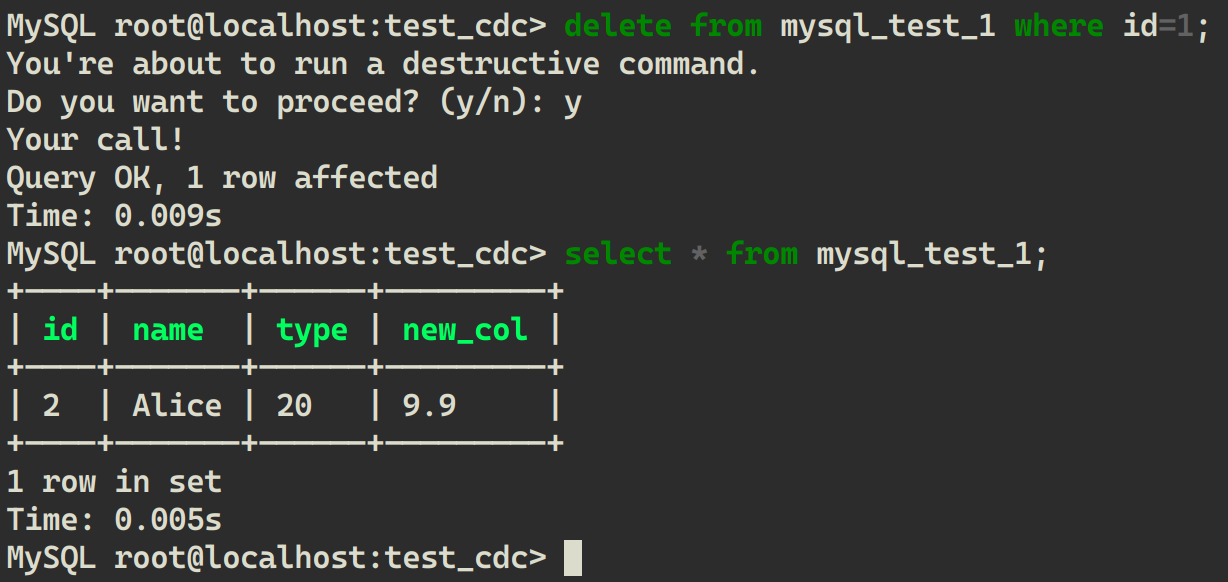 MySQL root@localhost:test_cdc> delete from mysql_test_1 where id=1;
You're about to run a destructive command.
Do you want to proceed? (y/n): y
Your call!
Query OK, 1 row affected
Time: 0.009s
MySQL root@localhost:test_cdc> select * from mysql_test_1;
+----+-------+------+---------+
| id | name  | type | new_col |
+----+-------+------+---------+
| 2  | Alice | 20   | 9.9     |
+----+-------+------+---------+
1 row in set
Time: 0.005s
MySQL root@localhost:test_cdc>